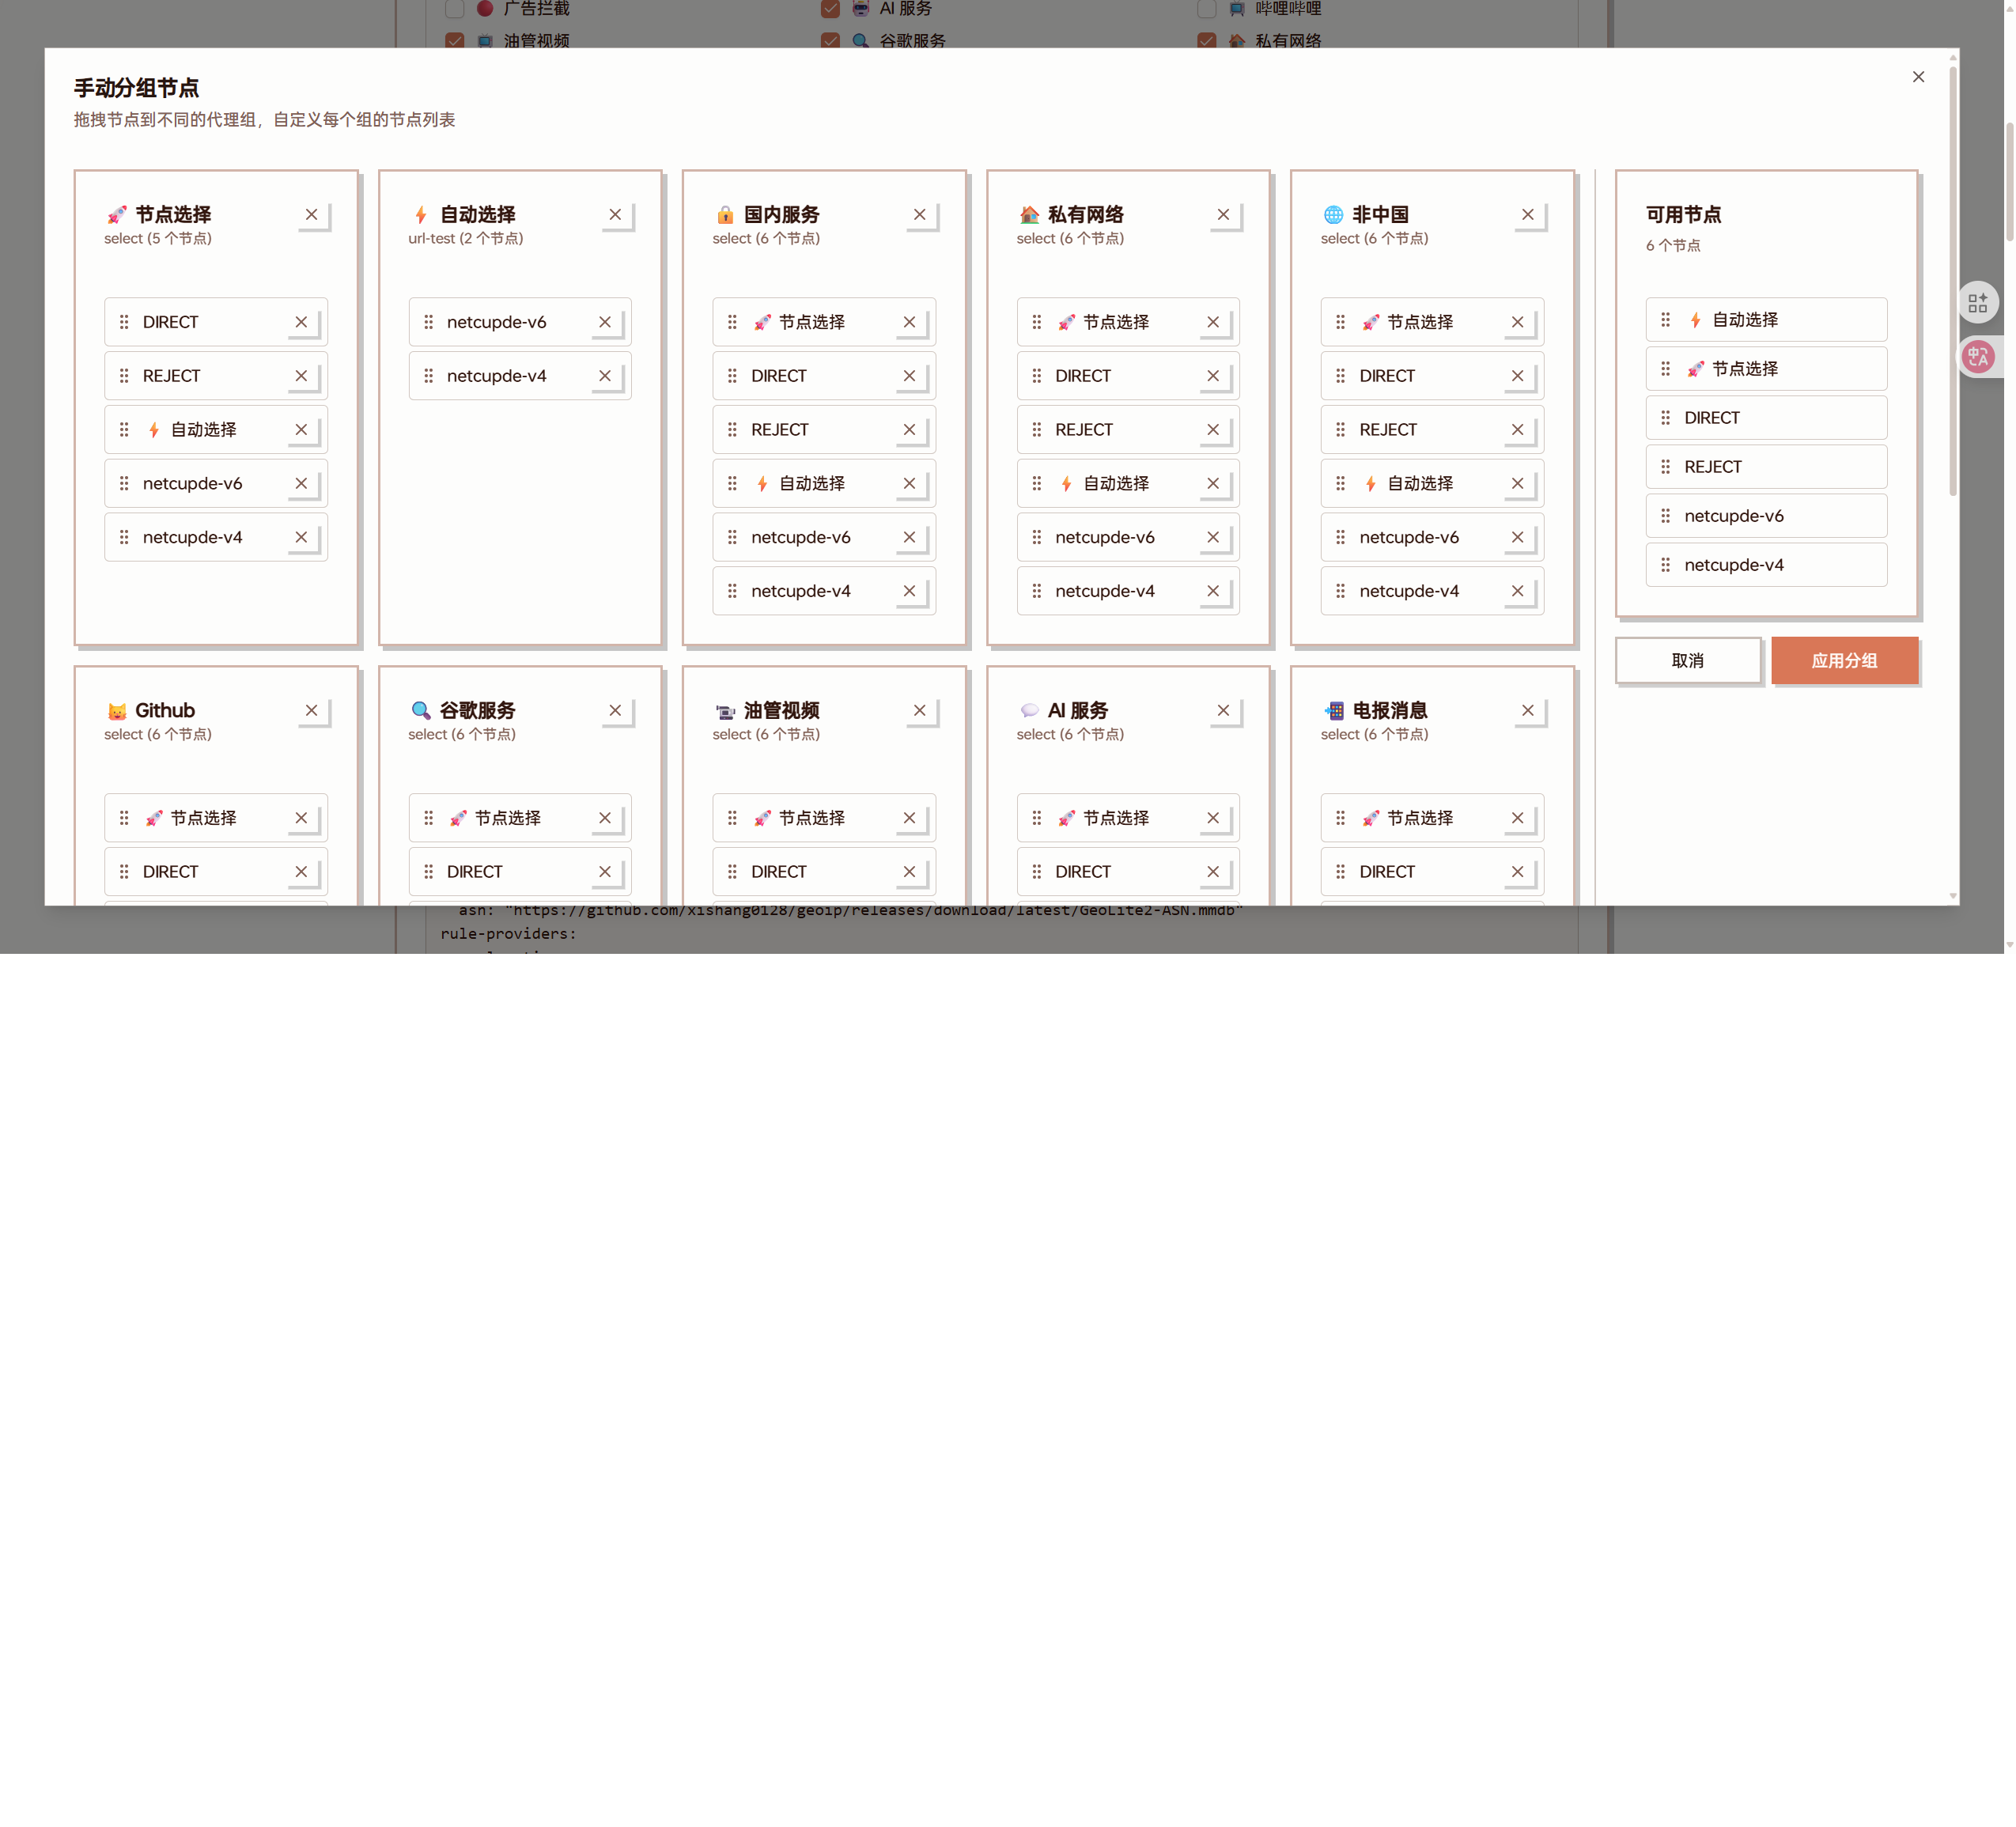 广告拦截
AI 服务
哔哩哔哩
油管视频
谷歌服务
私有网络
手动分组节点
拖拽节点到不同的代理组，自定义每个组的节点列表
节点选择
select (5 个节点)
DIRECT
REJECT
自动选择
netcupde-v6
netcupde-v4
自动选择
url-test (2 个节点)
netcupde-v6
netcupde-v4
国内服务
select (6 个节点)
节点选择
DIRECT
REJECT
自动选择
netcupde-v6
netcupde-v4
私有网络
select (6 个节点)
节点选择
DIRECT
REJECT
自动选择
netcupde-v6
netcupde-v4
非中国
select (6 个节点)
节点选择
DIRECT
REJECT
自动选择
netcupde-v6
netcupde-v4
可用节点
6 个节点
自动选择
节点选择
DIRECT
REJECT
netcupde-v6
netcupde-v4
取消
应用分组
Github
select (6 个节点)
节点选择
DIRECT
谷歌服务
select (6 个节点)
节点选择
DIRECT
油管视频
select (6 个节点)
节点选择
DIRECT
AI 服务
select (6 个节点)
节点选择
DIRECT
电报消息
select (6 个节点)
节点选择
DIRECT
asn: "https://github.com/xishang0128/geoip/releases/download/latest/GeoLite2-ASN.mmdb"
rule-providers: